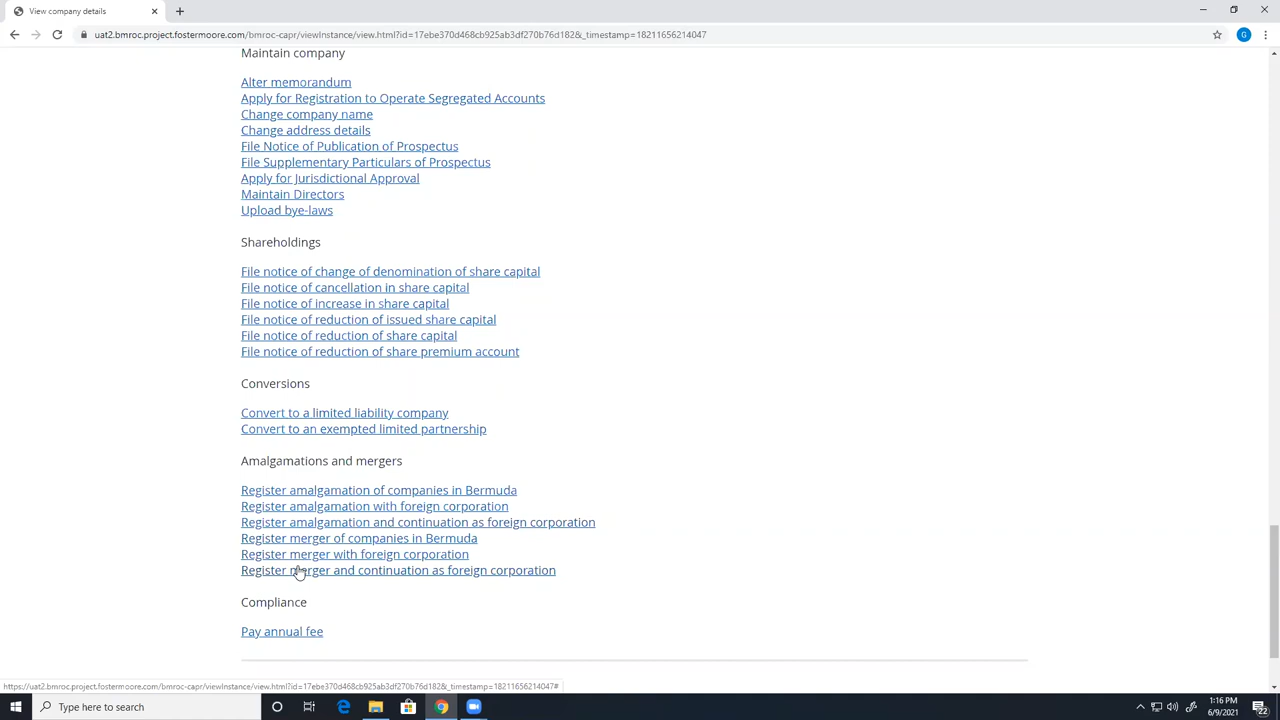 View company details
uat2.bmroc.project.fostermoore.com/bmroc-capr/viewInstance/view.html?id=17ebe370d468cb925ab3df270b76d182&_timestamp=18211656214047
G
Maintain company
Alter memorandum
Apply for Registration to Operate Segregated Accounts
Change company name
Change address details
File Notice of Publication of Prospectus
File Supplementary Particulars of Prospectus
Apply for Jurisdictional Approval
Maintain Directors
Upload bye-laws
Shareholdings
File notice of change of denomination of share capital
File notice of cancellation in share capital
File notice of increase in share capital
File notice of reduction of issued share capital
File notice of reduction of share capital
File notice of reduction of share premium account
Conversions
Convert to a limited liability company
Convert to an exempted limited partnership
Amalgamations and mergers
Register amalgamation of companies in Bermuda
Register amalgamation with foreign corporation
Register amalgamation and continuation as foreign corporation
Register merger of companies in Bermuda
Register merger with foreign corporation
Register merger and continuation as foreign corporation
Compliance
Pay annual fee
https://uat2.bmroc.project.fostermoore.com/bmroc-capr/viewInstance/view.html?id=17ebe370d468cb925ab3df270b76d182&_timestamp=18211656214047#
Type here to search
1:16 PM
6/9/2021
22